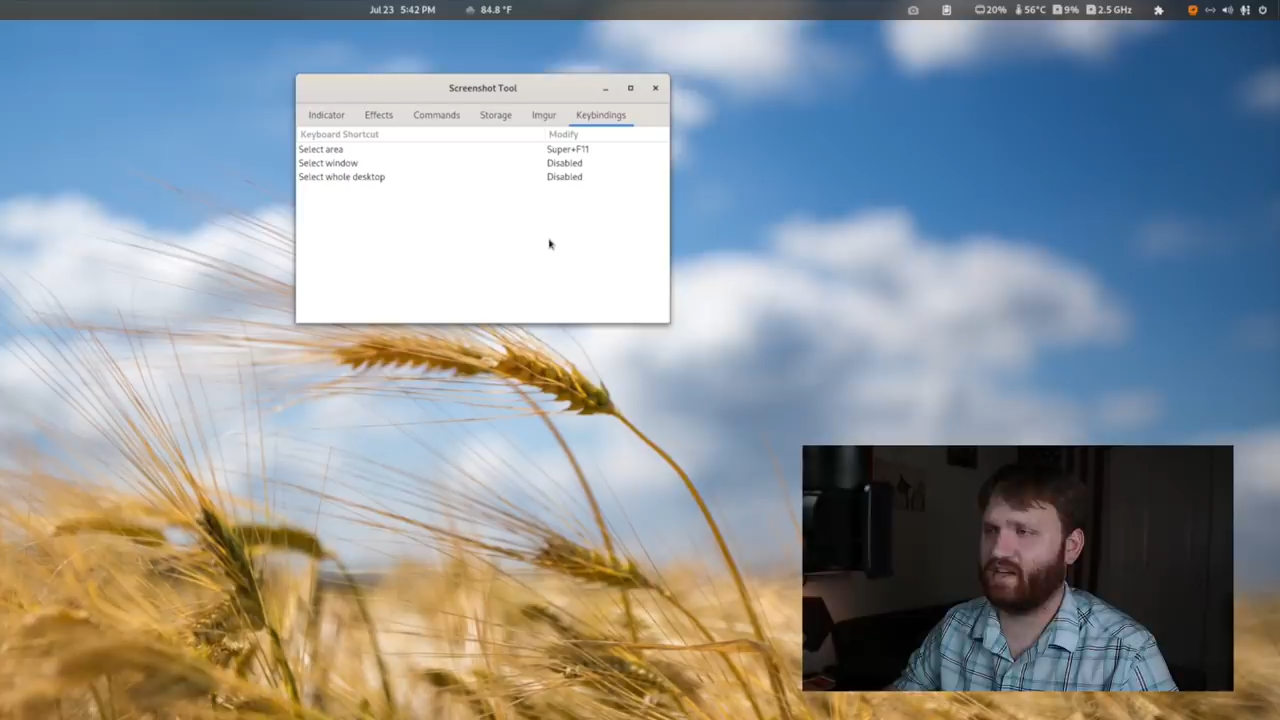 Jul 23 5:42 PM 84.8 °F 20% 56°C 9% 2.5 GHz
Screenshot Tool
Indicator Effects Commands Storage Imgur Keybindings
Keyboard Shortcut Modify
Select area Super+F11
Select window Disabled
Select whole desktop Disabled